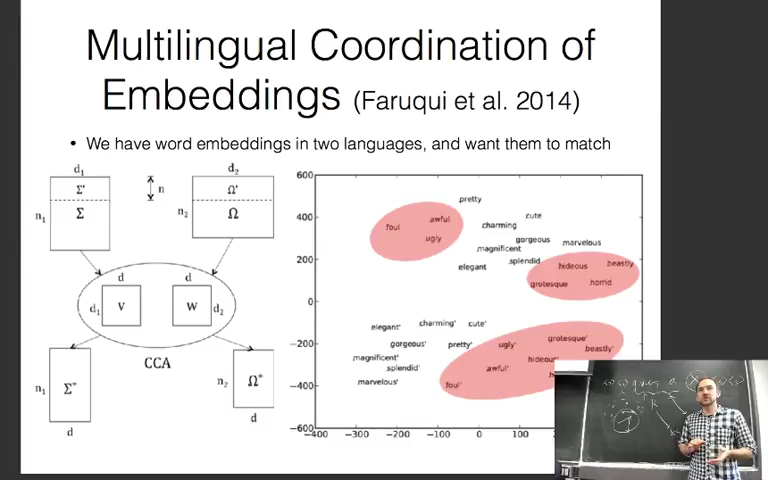 Multilingual Coordination of
Embeddings (Faruqui et al. 2014)
• We have word embeddings in two languages, and want them to match
d₁
Σ'
n₁
Σ
n
d₂
Ω'
n₂
Ω
d
d
d₁
V
W
d₂
CCA
n₁
Σ*
d
n₂
Ω*
d
600
400
200
0
−200
−400
−600
−400
−300
−200
−100
0
100
pretty
cute
foul
awful
charming
ugly
gorgeous
marvelous
magnificent
splendid
elegant
hideous
beastly
grotesque
horrid
elegant'
charming'
cute'
gorgeous'
pretty'
ugly'
grotesque'
beastly'
magnificent'
hideous'
splendid'
awful'
marvelous'
foul'